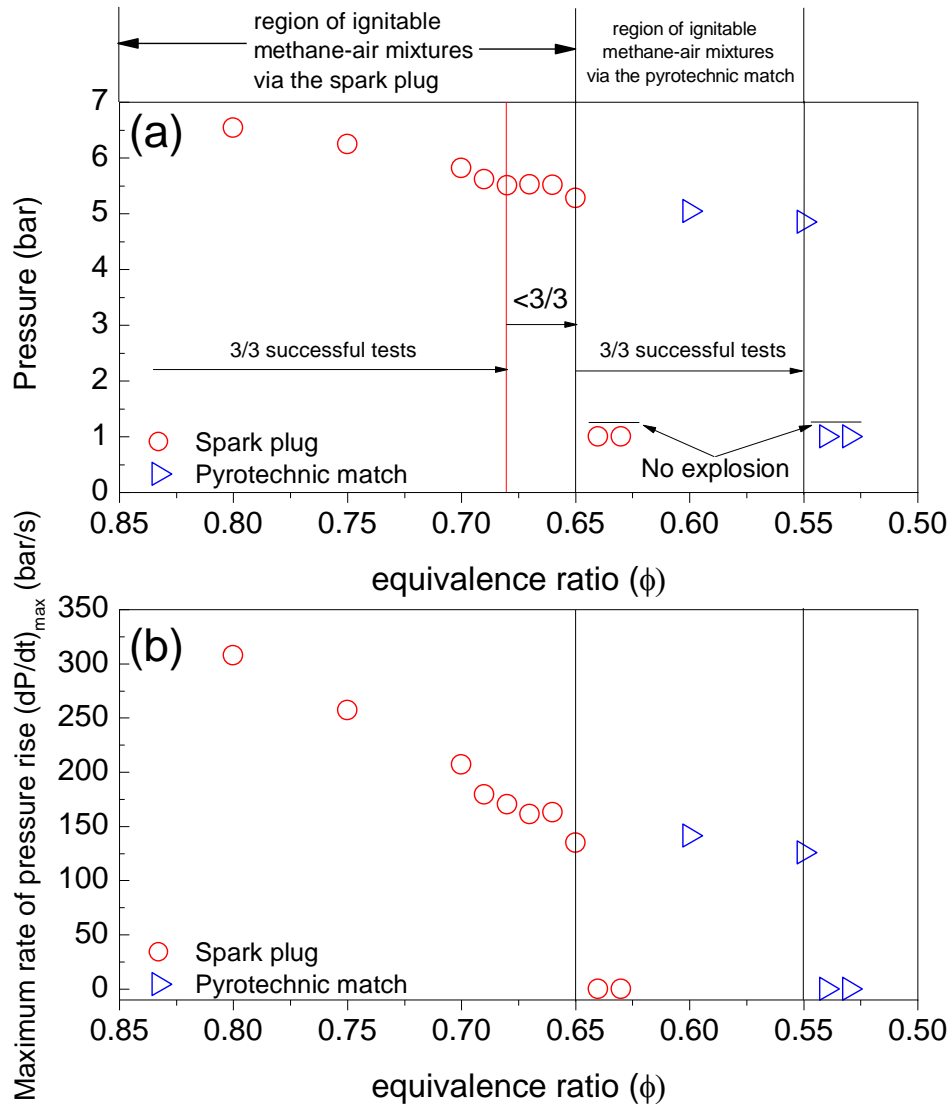 region of ignitable
methane-air mixtures
via the spark plug
region of ignitable
methane-air mixtures
via the pyrotechnic match
(a)
7
6
5
4
3
2
1
0
Pressure (bar)
<3/3
3/3 successful tests
3/3 successful tests
Spark plug
Pyrotechnic match
No explosion
0.85 0.80 0.75 0.70 0.65 0.60 0.55 0.50
equivalence ratio (ϕ)
(b)
350
300
250
200
150
100
50
0
Maximum rate of pressure rise (dP/dt)max (bar/s)
Spark plug
Pyrotechnic match
0.85 0.80 0.75 0.70 0.65 0.60 0.55 0.50
equivalence ratio (ϕ)